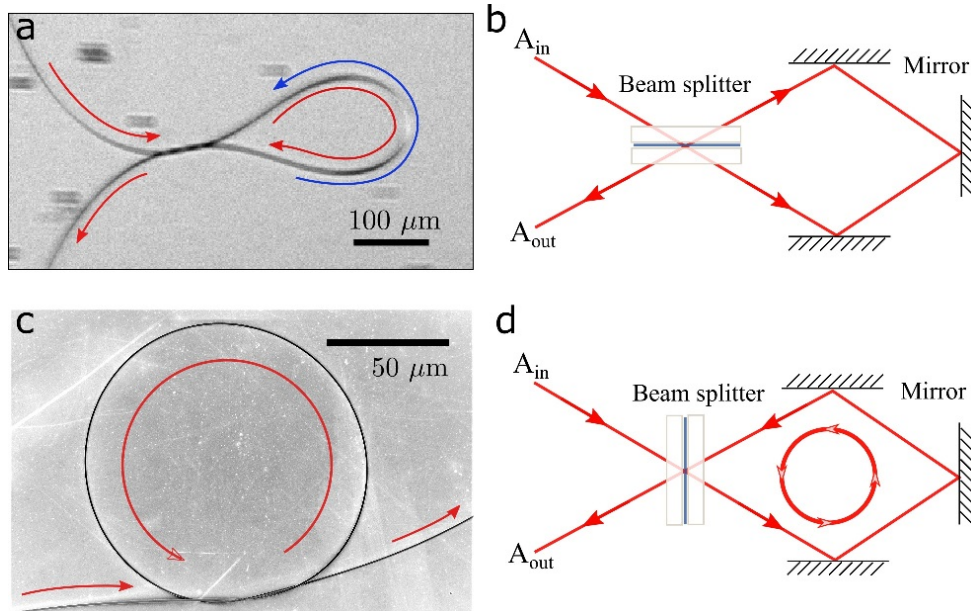 a
100 μm
b
A_in
Beam splitter
Mirror
A_out
c
50 μm
d
A_in
Beam splitter
Mirror
A_out